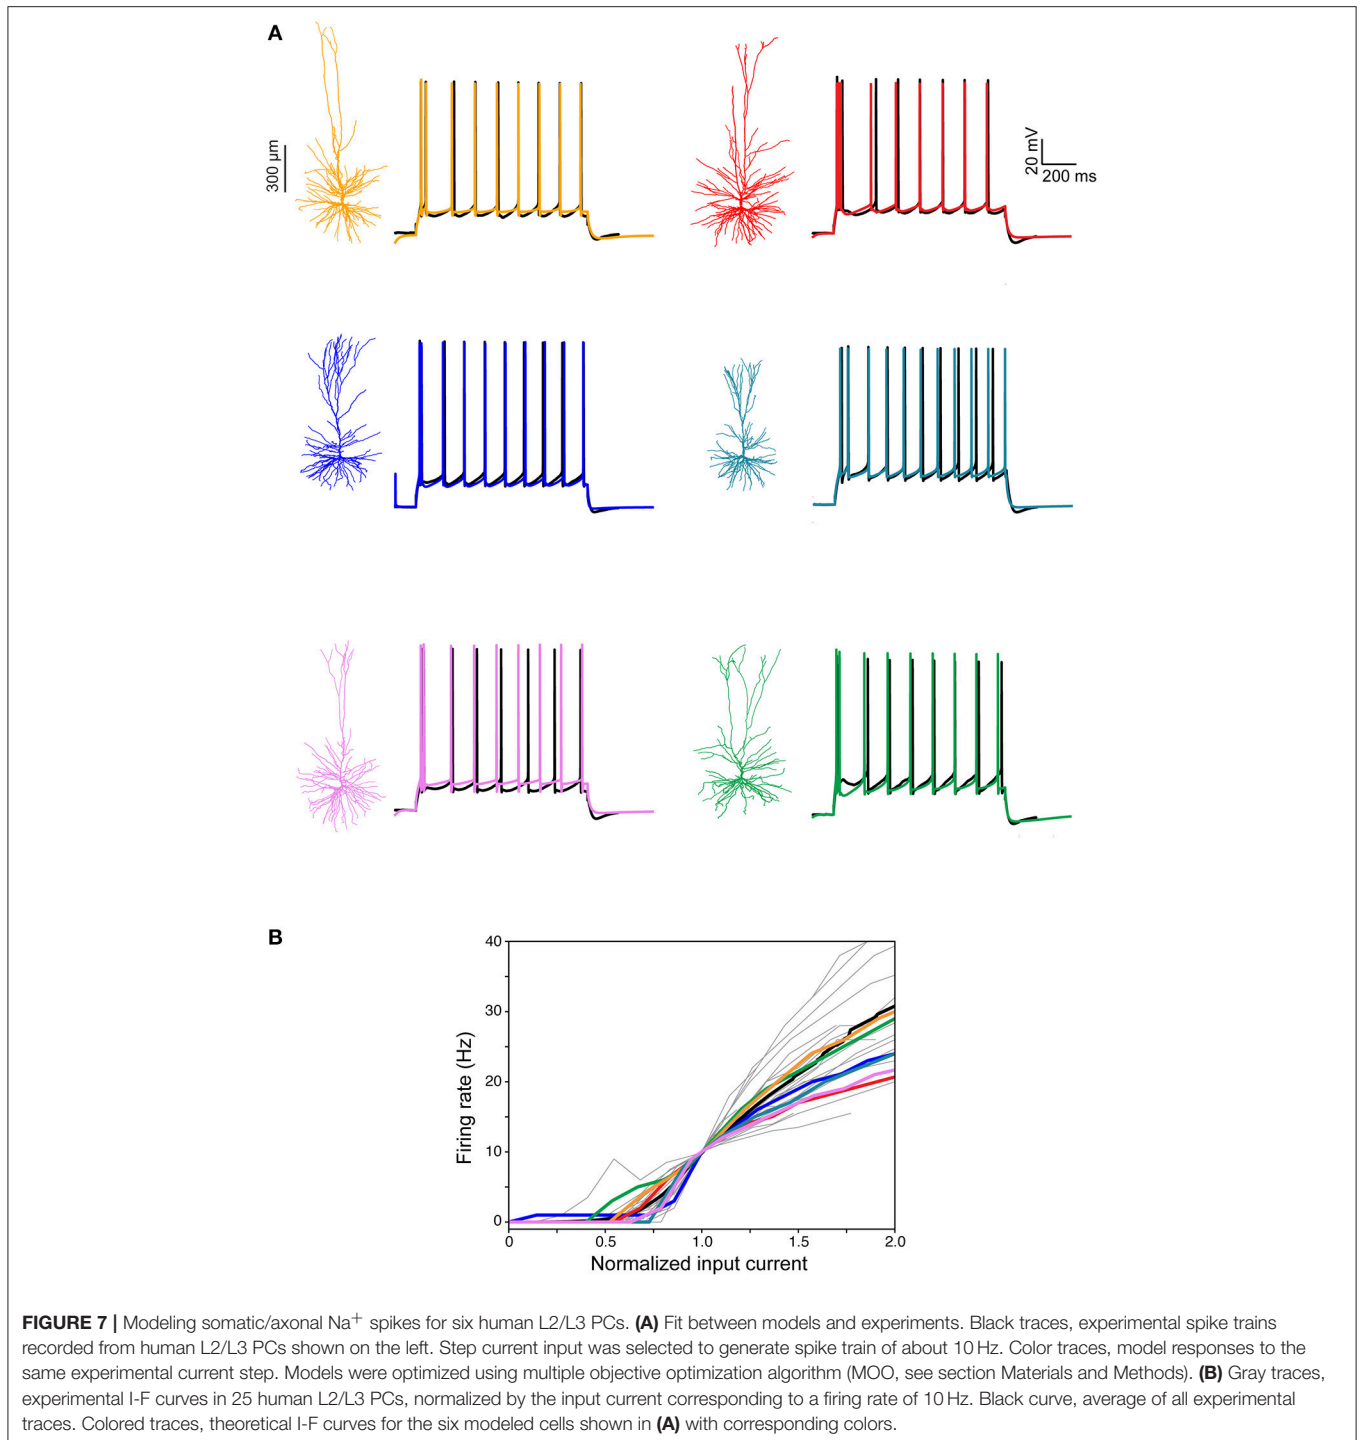 A
300 µm
20 mV
200 ms
B
40
30
20
10
0
Firing rate (Hz)
0
0.5
1.0
1.5
2.0
Normalized input current
FIGURE 7 | Modeling somatic/axonal Na⁺ spikes for six human L2/L3 PCs. (A) Fit between models and experiments. Black traces, experimental spike trains
recorded from human L2/L3 PCs shown on the left. Step current input was selected to generate spike train of about 10 Hz. Color traces, model responses to the
same experimental current step. Models were optimized using multiple objective optimization algorithm (MOO, see section Materials and Methods). (B) Gray traces,
experimental I-F curves in 25 human L2/L3 PCs, normalized by the input current corresponding to a firing rate of 10 Hz. Black curve, average of all experimental
traces. Colored traces, theoretical I-F curves for the six modeled cells shown in (A) with corresponding colors.